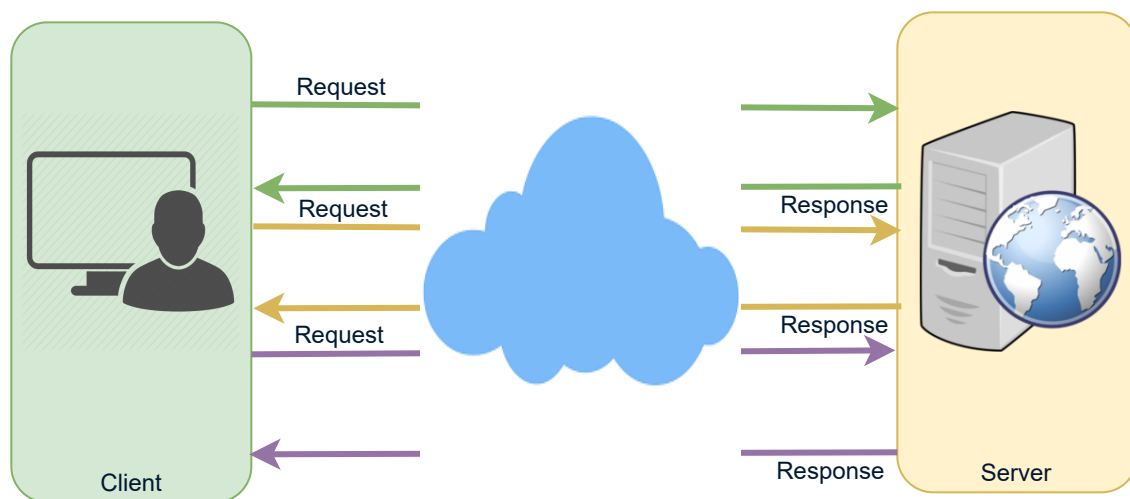 Request
Response
Request
Response
Request
Response
Client
Server